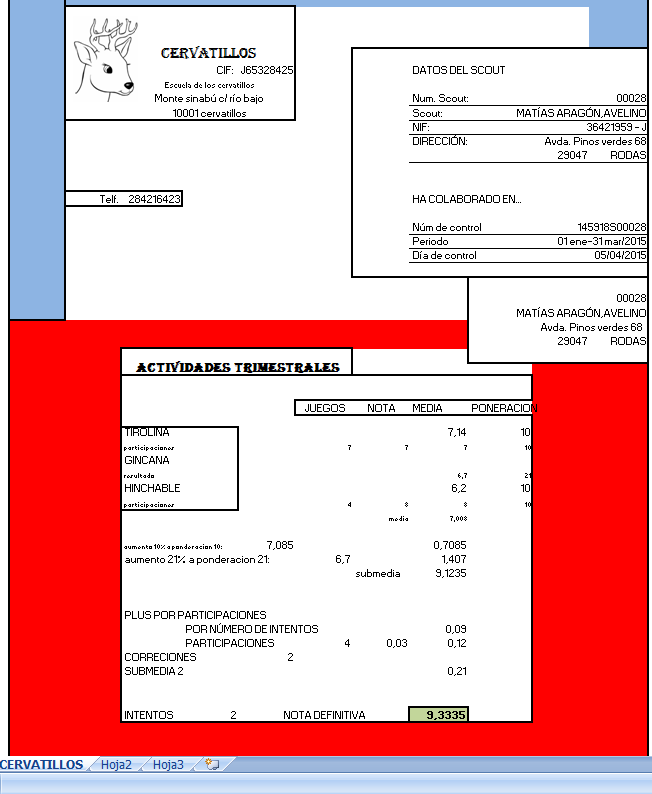 CERVATILLOS
CIF: J65328425
Escuela de los cervatillos
Monte sinabú c/ río bajo
10001 cervatillos
Telf. 284216423
DATOS DEL SCOUT
Num. Scout: 00028
Scout: MATÍAS ARAGÓN,AVELINO
NIF: 36421959 - J
DIRECCIÓN: Avda. Pinos verdes 68
29047 RODAS
HA COLABORADO EN...
Núm de control 145918S00028
Periodo 01 ene-31 mar/2015
Día de control 05/04/2015
00028
MATÍAS ARAGÓN,AVELINO
Avda. Pinos verdes 68
29047 RODAS
ACTIVIDADES TRIMESTRALES
JUEGOS NOTA MEDIA PONERACION
TIROLINA 7,14 10
participaciones 7 7 7 10
GINCANA
resultado 6,7 21
HINCHABLE 6,2 10
participaciones 4 8 8 10
media 7,003
aumento 10% a ponderacion 10: 7,085 0,7085
aumento 21% a ponderacion 21: 6,7 1,407
submedia 9,1235
PLUS POR PARTICIPACIONES
POR NÚMERO DE INTENTOS 0,09
PARTICIPACIONES 4 0,03 0,12
CORRECIONES 2
SUBMEDIA 2 0,21
INTENTOS 2 NOTA DEFINITIVA 9,3335
CERVATILLOS Hoja2 Hoja3